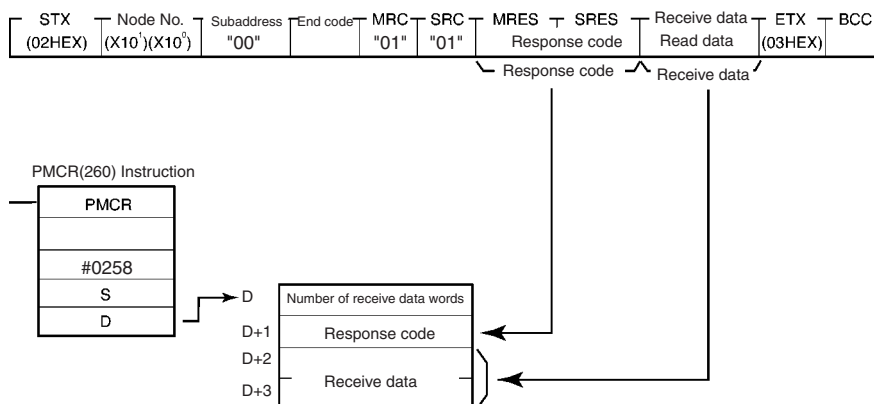 STX Node No. Subaddress End code MRC SRC MRES SRES Receive data ETX BCC
(02HEX) (X10¹)(X10⁰) "00" "01" "01" Response code Read data (03HEX)
Response code Receive data
PMCR(260) Instruction
PMCR
#0258
S
D
D Number of receive data words
D+1 Response code
D+2
Receive data
D+3